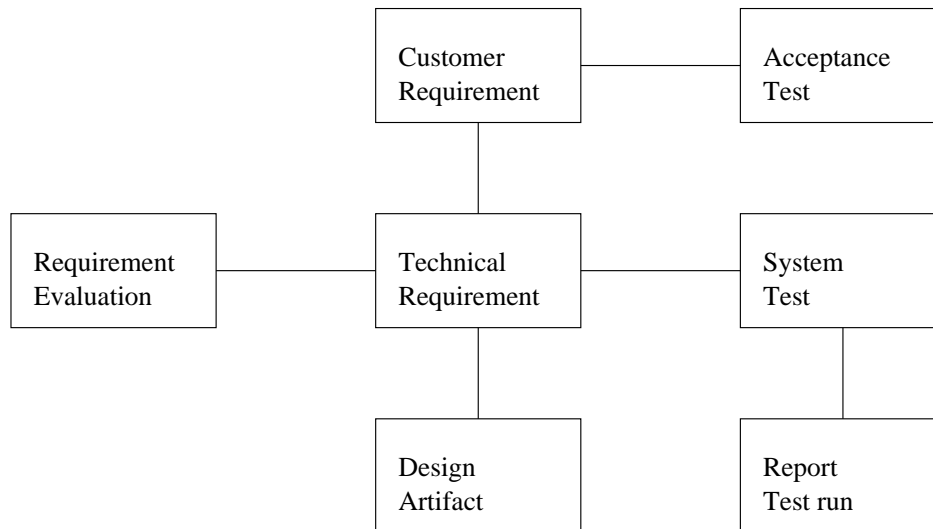 Customer
Requirement
Acceptance
Test
Requirement
Evaluation
Technical
Requirement
System
Test
Design
Artifact
Report
Test run